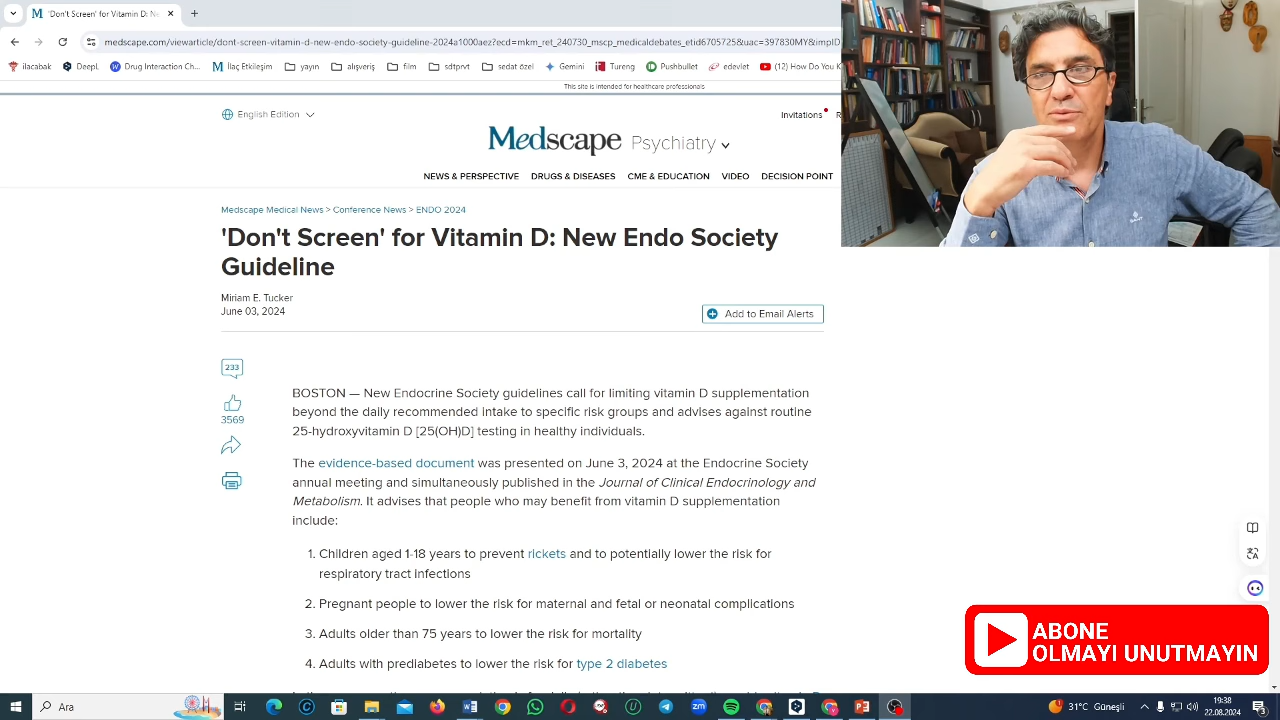 'Don't Screen' for Vitamin D: Ne
medscape.com/viewarticle/dont-screen-vitamin-d-new-endo-society-guideline-2024a1000aez?ecd=mkm_ret_240730_mscp_medicaldebates_etid6705725&uac=397830MY&impID
ilacabak
DeepL
Drug Interaction Ch...
İlaç Etkileşim
yayın
alışveriş
film
sdtprvt
sedat özel
Gemini
Tureng
Pushbullet
edevlet
(12) How Do You K
This site is intended for healthcare professionals
English Edition
Invitations
Medscape Psychiatry
NEWS & PERSPECTIVE DRUGS & DISEASES CME & EDUCATION VIDEO DECISION POINT
Medscape Medical News > Conference News > ENDO 2024
'Don't Screen' for Vitamin D: New Endo Society
Guideline
Miriam E. Tucker
June 03, 2024
Add to Email Alerts
233
3569
BOSTON — New Endocrine Society guidelines call for limiting vitamin D supplementation
beyond the daily recommended intake to specific risk groups and advises against routine
25-hydroxyvitamin D [25(OH)D] testing in healthy individuals.
The evidence-based document was presented on June 3, 2024 at the Endocrine Society
annual meeting and simultaneously published in the Journal of Clinical Endocrinology and
Metabolism. It advises that people who may benefit from vitamin D supplementation
include:
1. Children aged 1-18 years to prevent rickets and to potentially lower the risk for
respiratory tract infections
2. Pregnant people to lower the risk for maternal and fetal or neonatal complications
3. Adults older than 75 years to lower the risk for mortality
4. Adults with prediabetes to lower the risk for type 2 diabetes
ABONE
OLMAYI UNUTMAYIN
Ara
31°C Güneşli
19:38
22.08.2024